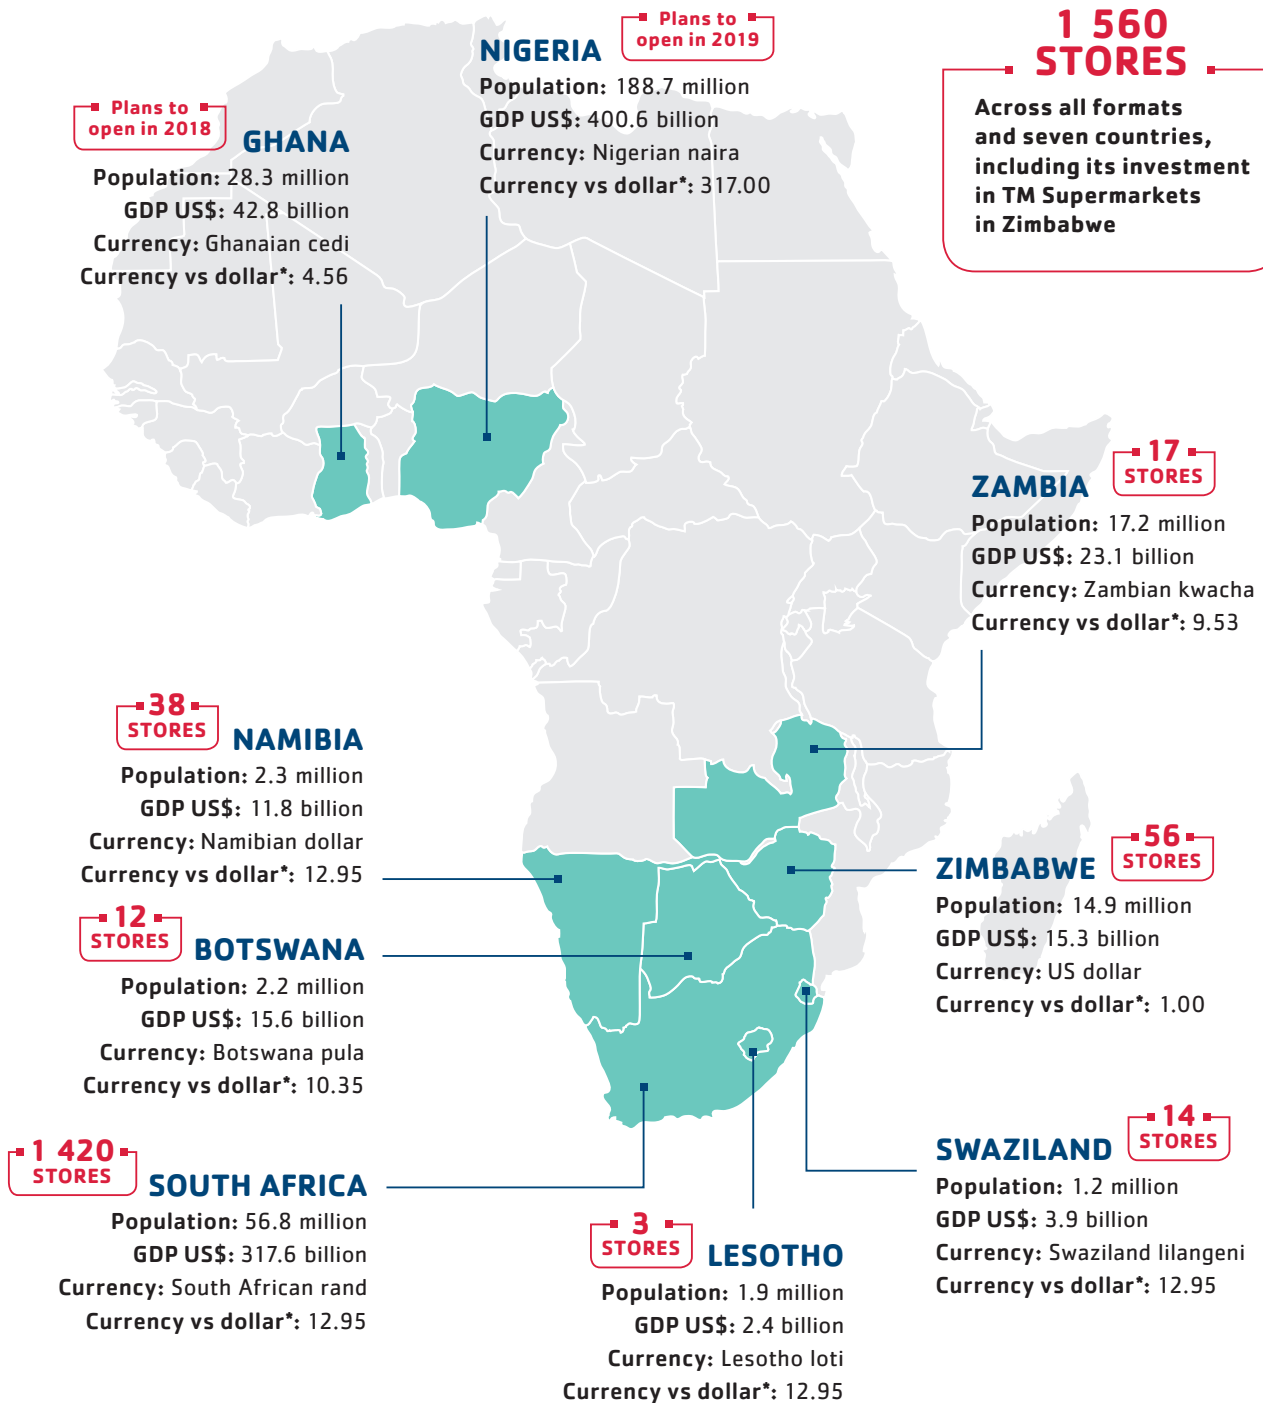 Plans to
open in 2019
NIGERIA
Population: 188.7 million
GDP US$: 400.6 billion
Currency: Nigerian naira
Currency vs dollar*: 317.00
1 560
STORES
Across all formats
and seven countries,
including its investment
in TM Supermarkets
in Zimbabwe
Plans to
open in 2018
GHANA
Population: 28.3 million
GDP US$: 42.8 billion
Currency: Ghanaian cedi
Currency vs dollar*: 4.56
17
STORES
ZAMBIA
Population: 17.2 million
GDP US$: 23.1 billion
Currency: Zambian kwacha
Currency vs dollar*: 9.53
38
STORES
NAMIBIA
Population: 2.3 million
GDP US$: 11.8 billion
Currency: Namibian dollar
Currency vs dollar*: 12.95
56
STORES
ZIMBABWE
Population: 14.9 million
GDP US$: 15.3 billion
Currency: US dollar
Currency vs dollar*: 1.00
12
STORES
BOTSWANA
Population: 2.2 million
GDP US$: 15.6 billion
Currency: Botswana pula
Currency vs dollar*: 10.35
14
STORES
SWAZILAND
Population: 1.2 million
GDP US$: 3.9 billion
Currency: Swaziland lilangeni
Currency vs dollar*: 12.95
1 420
STORES
SOUTH AFRICA
Population: 56.8 million
GDP US$: 317.6 billion
Currency: South African rand
Currency vs dollar*: 12.95
3
STORES
LESOTHO
Population: 1.9 million
GDP US$: 2.4 billion
Currency: Lesotho loti
Currency vs dollar*: 12.95